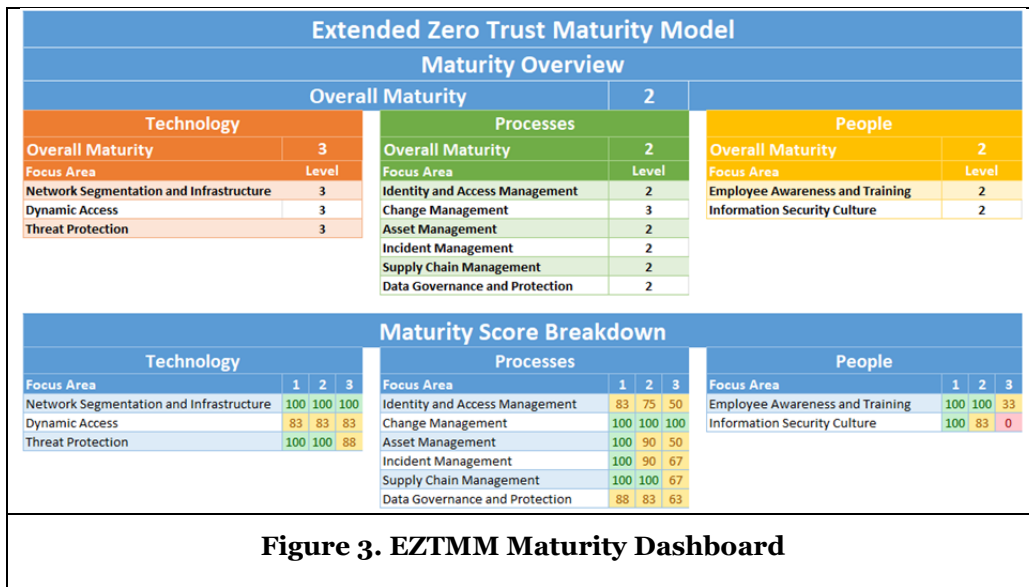 Extended Zero Trust Maturity Model
Maturity Overview
Overall Maturity 2
Technology
Overall Maturity 3
Focus Area Level
Network Segmentation and Infrastructure 3
Dynamic Access 3
Threat Protection 3
Processes
Overall Maturity 2
Focus Area Level
Identity and Access Management 2
Change Management 3
Asset Management 2
Incident Management 2
Supply Chain Management 2
Data Governance and Protection 2
People
Overall Maturity 2
Focus Area Level
Employee Awareness and Training 2
Information Security Culture 2
Maturity Score Breakdown
Technology
Focus Area 1 2 3
Network Segmentation and Infrastructure 100 100 100
Dynamic Access 83 83 83
Threat Protection 100 100 88
Processes
Focus Area 1 2 3
Identity and Access Management 83 75 50
Change Management 100 100 100
Asset Management 100 90 50
Incident Management 100 90 67
Supply Chain Management 100 100 67
Data Governance and Protection 88 83 63
People
Focus Area 1 2 3
Employee Awareness and Training 100 100 33
Information Security Culture 100 83 0
Figure 3. EZTMM Maturity Dashboard